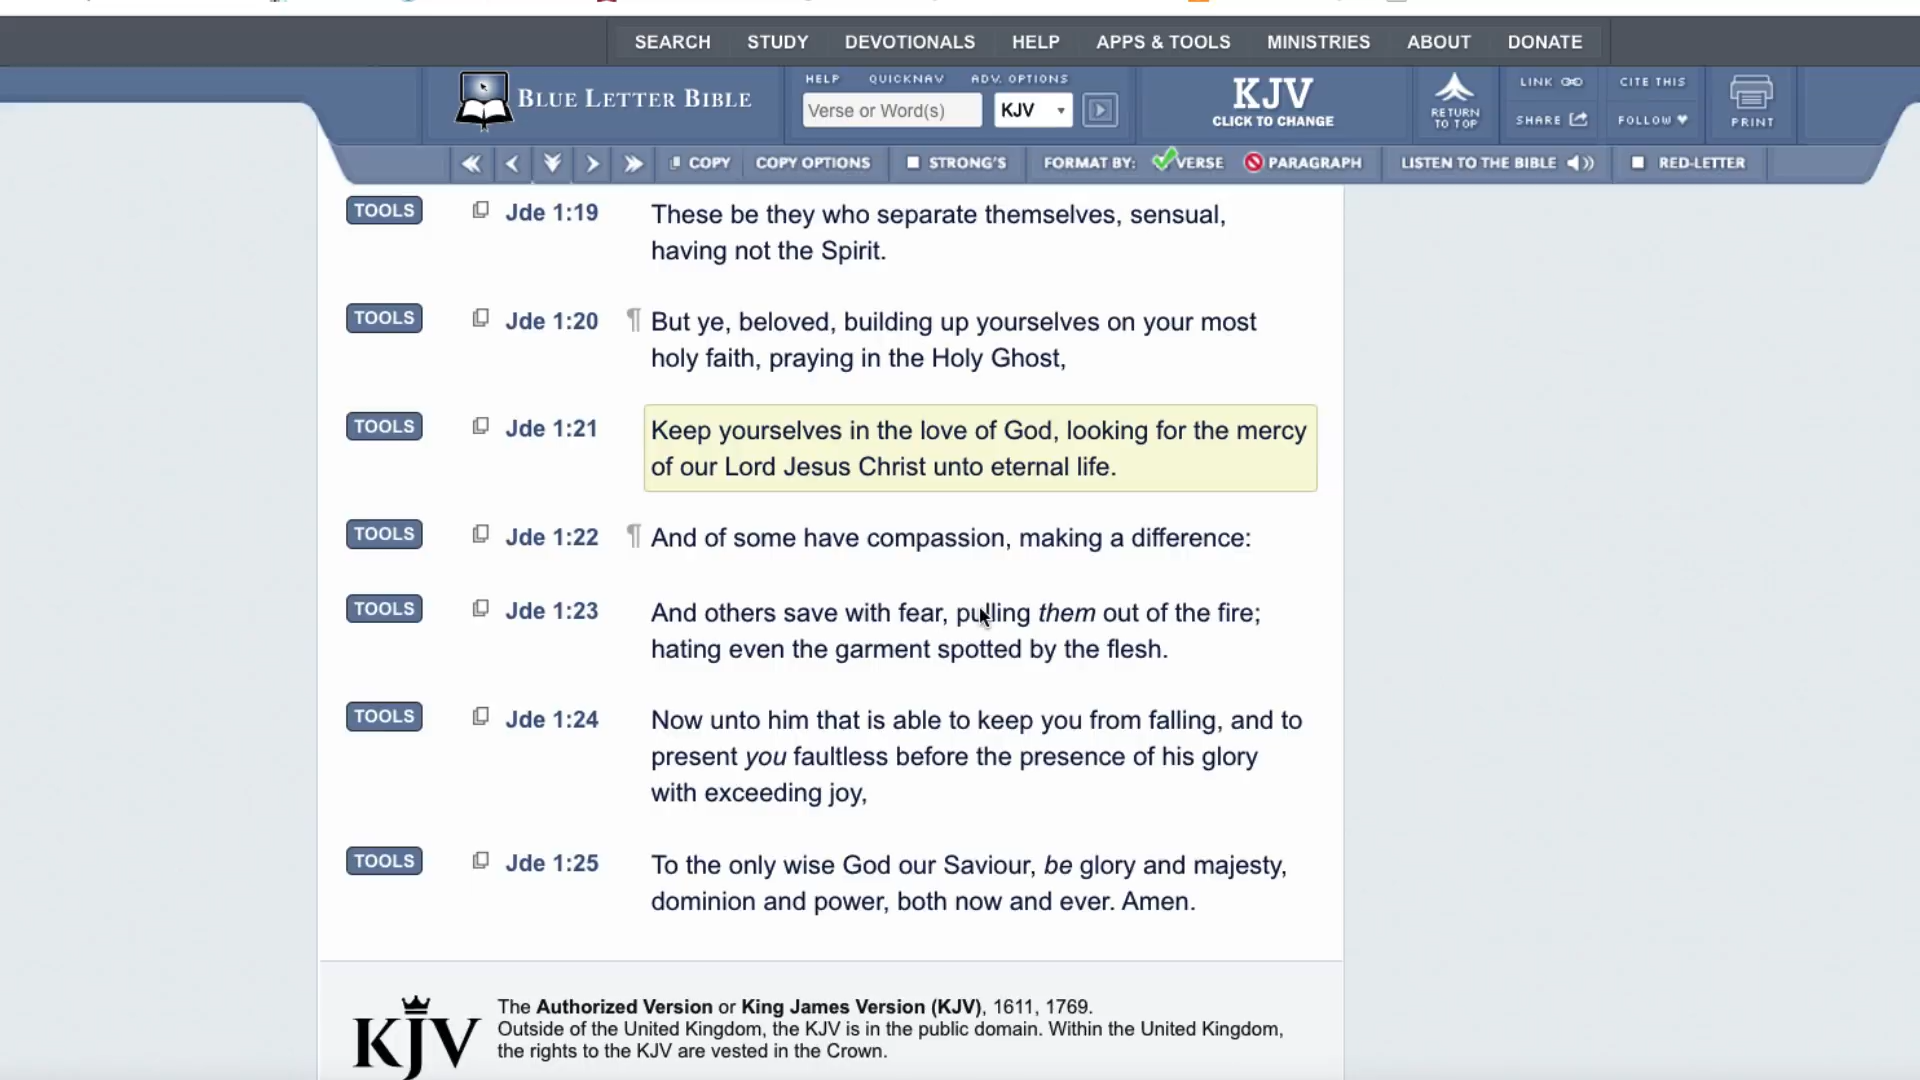 SEARCH STUDY DEVOTIONALS HELP APPS & TOOLS MINISTRIES ABOUT DONATE
BLUE LETTER BIBLE
HELP QUICKNAV ADV. OPTIONS
Verse or Word(s) KJV
KJV
CLICK TO CHANGE
RETURN
TO TOP
LINK
SHARE
CITE THIS
FOLLOW
PRINT
COPY COPY OPTIONS STRONG'S FORMAT BY: VERSE PARAGRAPH LISTEN TO THE BIBLE RED-LETTER
TOOLS Jde 1:19 These be they who separate themselves, sensual,
having not the Spirit.
TOOLS Jde 1:20 ¶ But ye, beloved, building up yourselves on your most
holy faith, praying in the Holy Ghost,
TOOLS Jde 1:21 Keep yourselves in the love of God, looking for the mercy
of our Lord Jesus Christ unto eternal life.
TOOLS Jde 1:22 ¶ And of some have compassion, making a difference:
TOOLS Jde 1:23 And others save with fear, pulling them out of the fire;
hating even the garment spotted by the flesh.
TOOLS Jde 1:24 Now unto him that is able to keep you from falling, and to
present you faultless before the presence of his glory
with exceeding joy,
TOOLS Jde 1:25 To the only wise God our Saviour, be glory and majesty,
dominion and power, both now and ever. Amen.
KJV
The Authorized Version or King James Version (KJV), 1611, 1769.
Outside of the United Kingdom, the KJV is in the public domain. Within the United Kingdom,
the rights to the KJV are vested in the Crown.